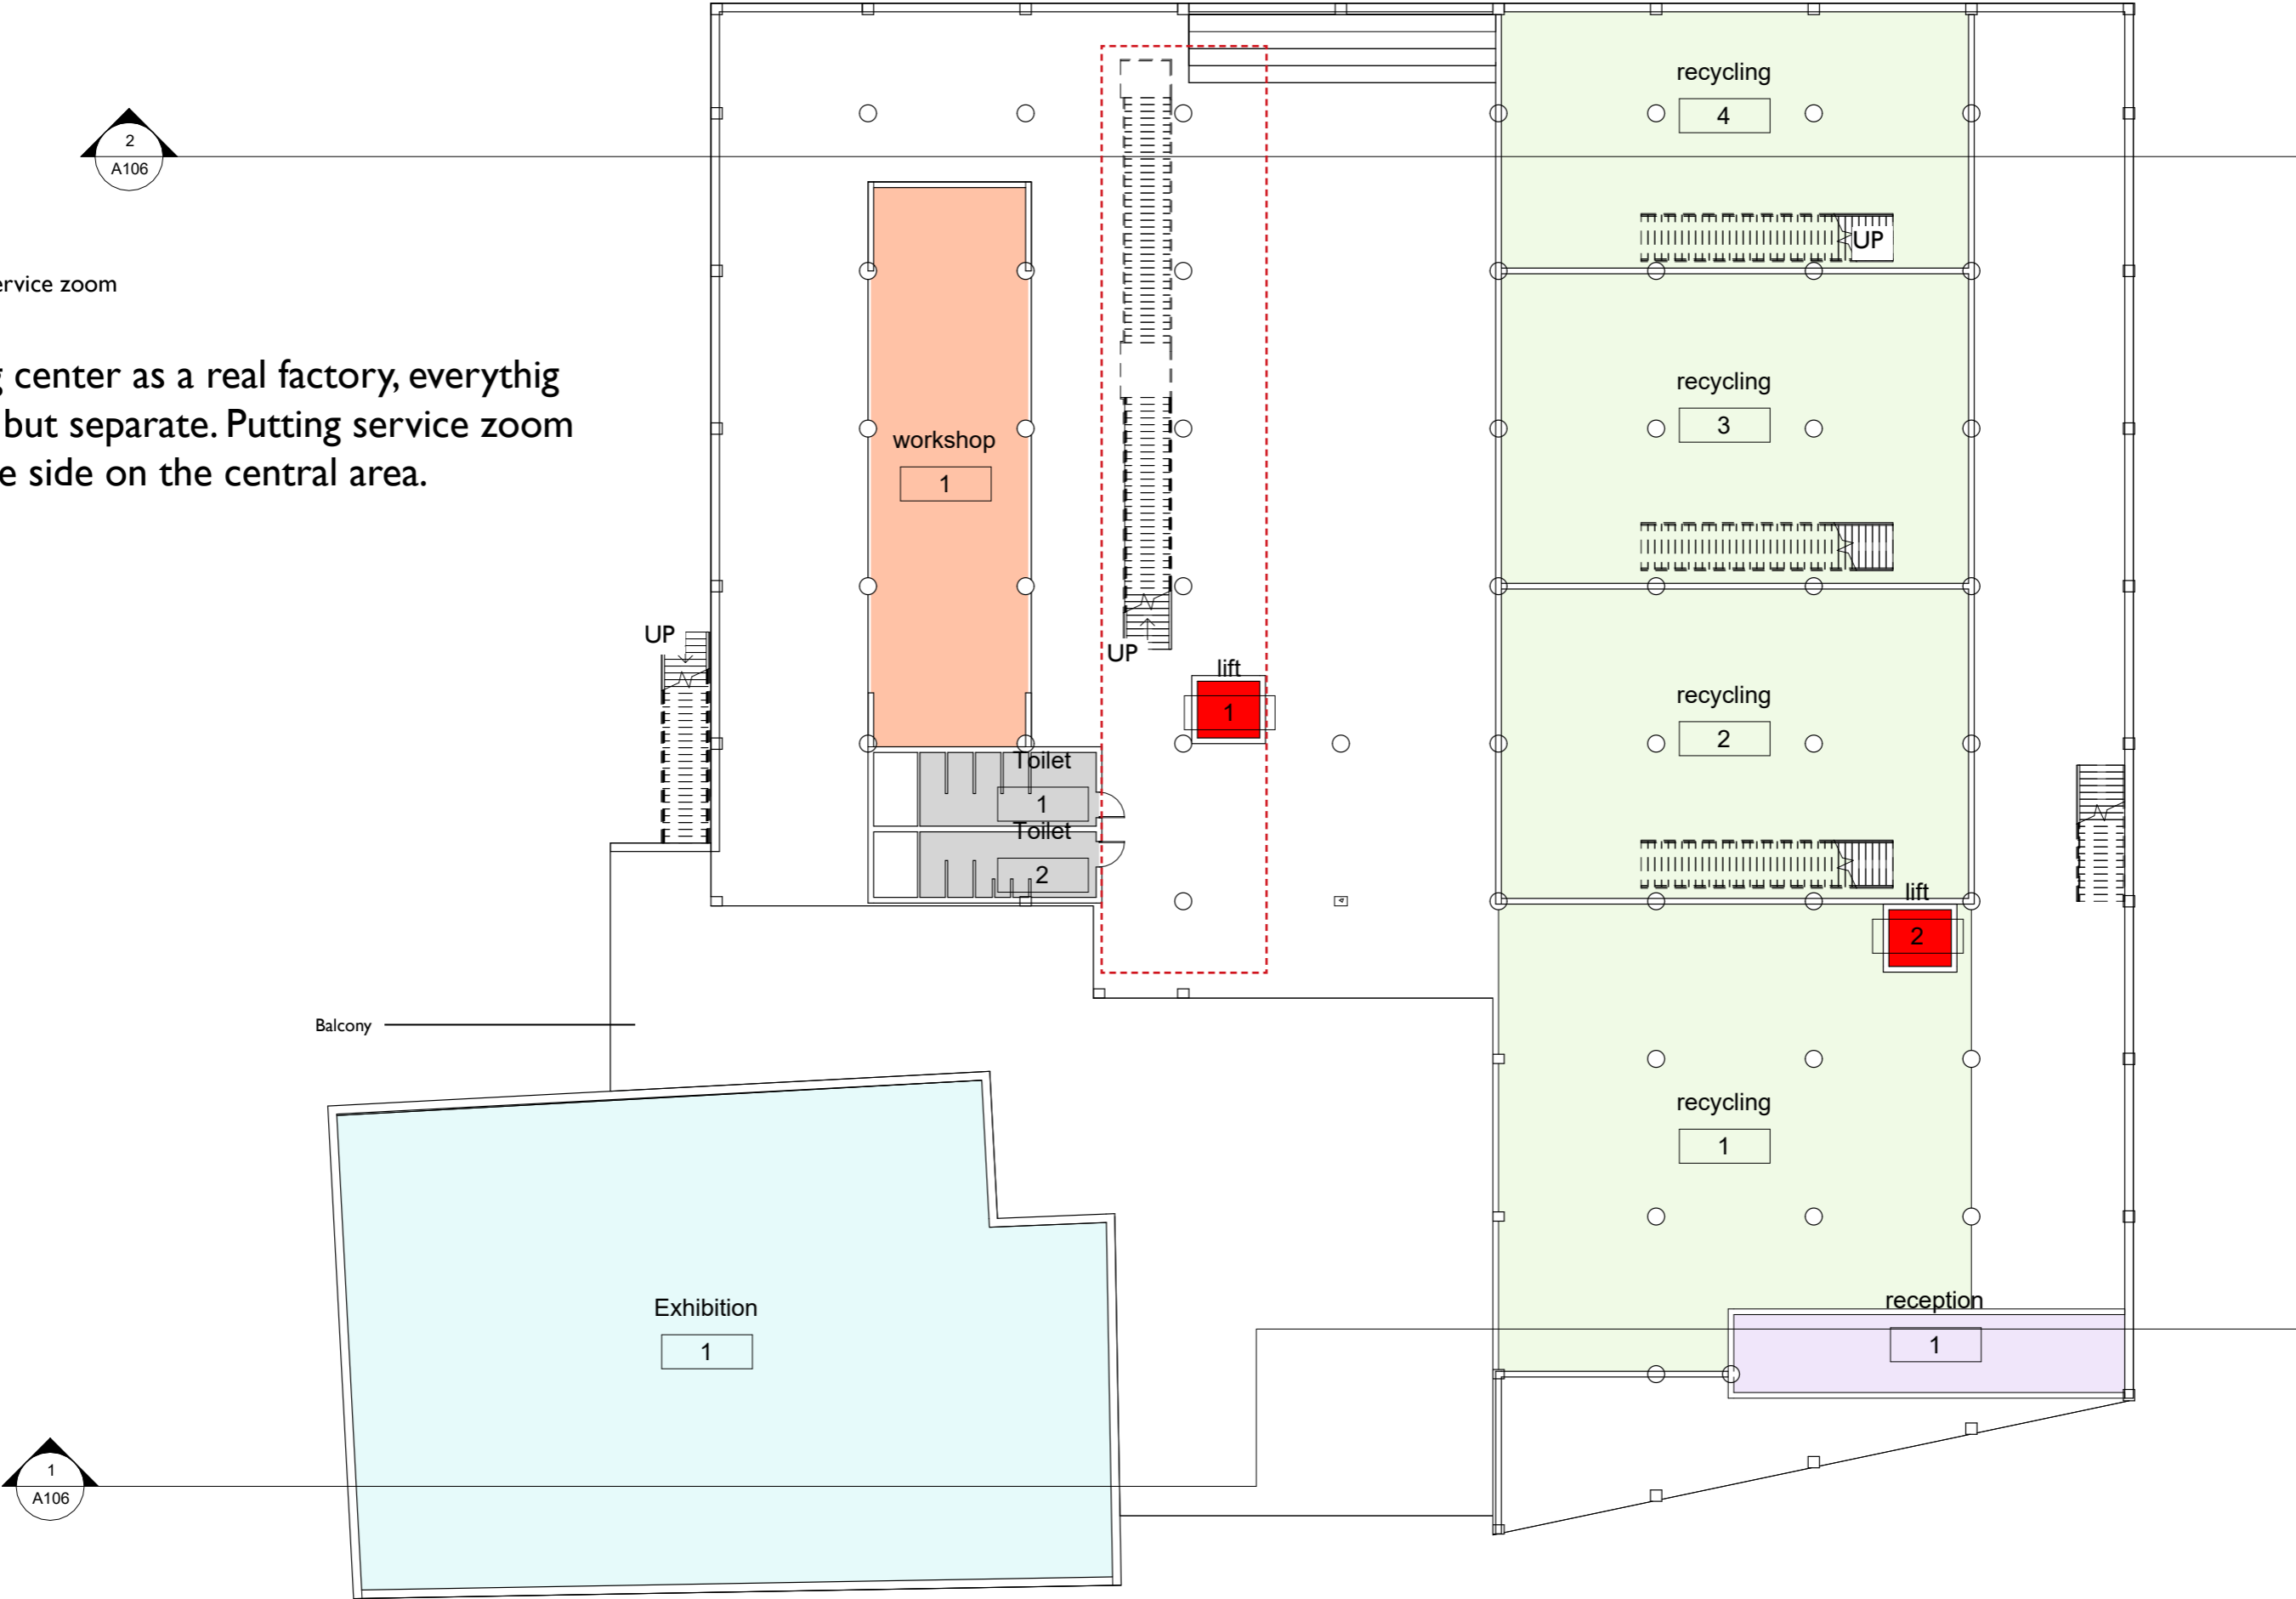 recycling
4
2
A106
UP
ervice zoom
g center as a real factory, everythig
but separate. Putting service zoom
e side on the central area.
recycling
3
workshop
1
UP
UP
lift
1
recycling
2
Toilet
1
Toilet
2
lift
2
Balcony
recycling
1
Exhibition
1
reception
1
1
A106